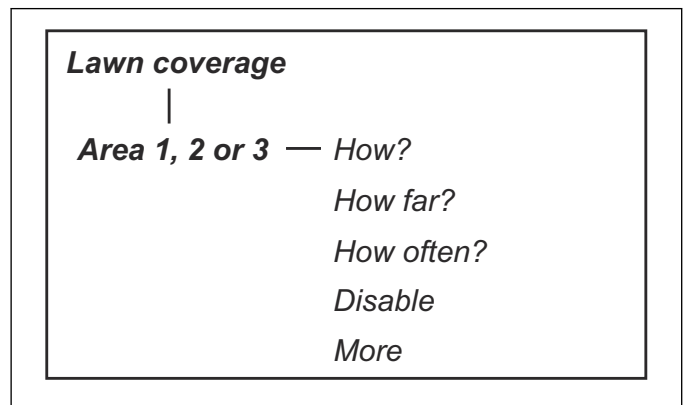 Lawn coverage
Area 1, 2 or 3 — How?
How far?
How often?
Disable
More